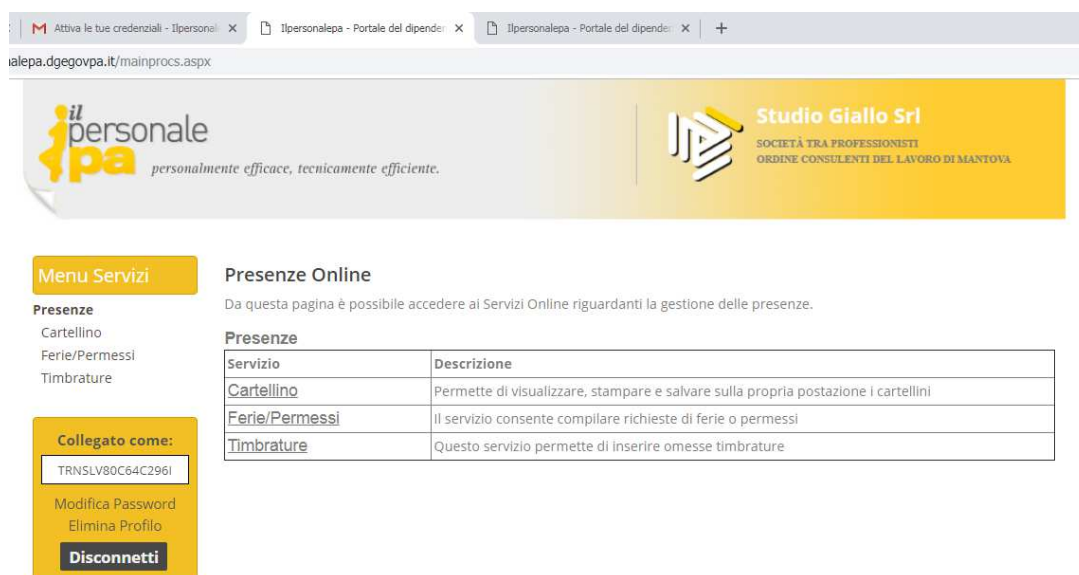 Attiva le tue credenziali - Ilpersonal
Ilpersonalepa - Portale del dipender
Ilpersonalepa - Portale del dipender
alepa.dgegovpa.it/mainprocs.aspx
il
personale
pa
personalmente efficace, tecnicamente efficiente.
Studio Giallo Srl
SOCIETÀ TRA PROFESSIONISTI
ORDINE CONSULENTI DEL LAVORO DI MANTOVA
Menu Servizi
Presenze
Cartellino
Ferie/Permessi
Timbrature
Collegato come:
TRNSLV80C64C296I
Modifica Password
Elimina Profilo
Disconnetti
Presenze Online
Da questa pagina è possibile accedere ai Servizi Online riguardanti la gestione delle presenze.
Presenze
Servizio Descrizione
Cartellino Permette di visualizzare, stampare e salvare sulla propria postazione i cartellini
Ferie/Permessi Il servizio consente compilare richieste di ferie o permessi
Timbrature Questo servizio permette di inserire omesse timbrature